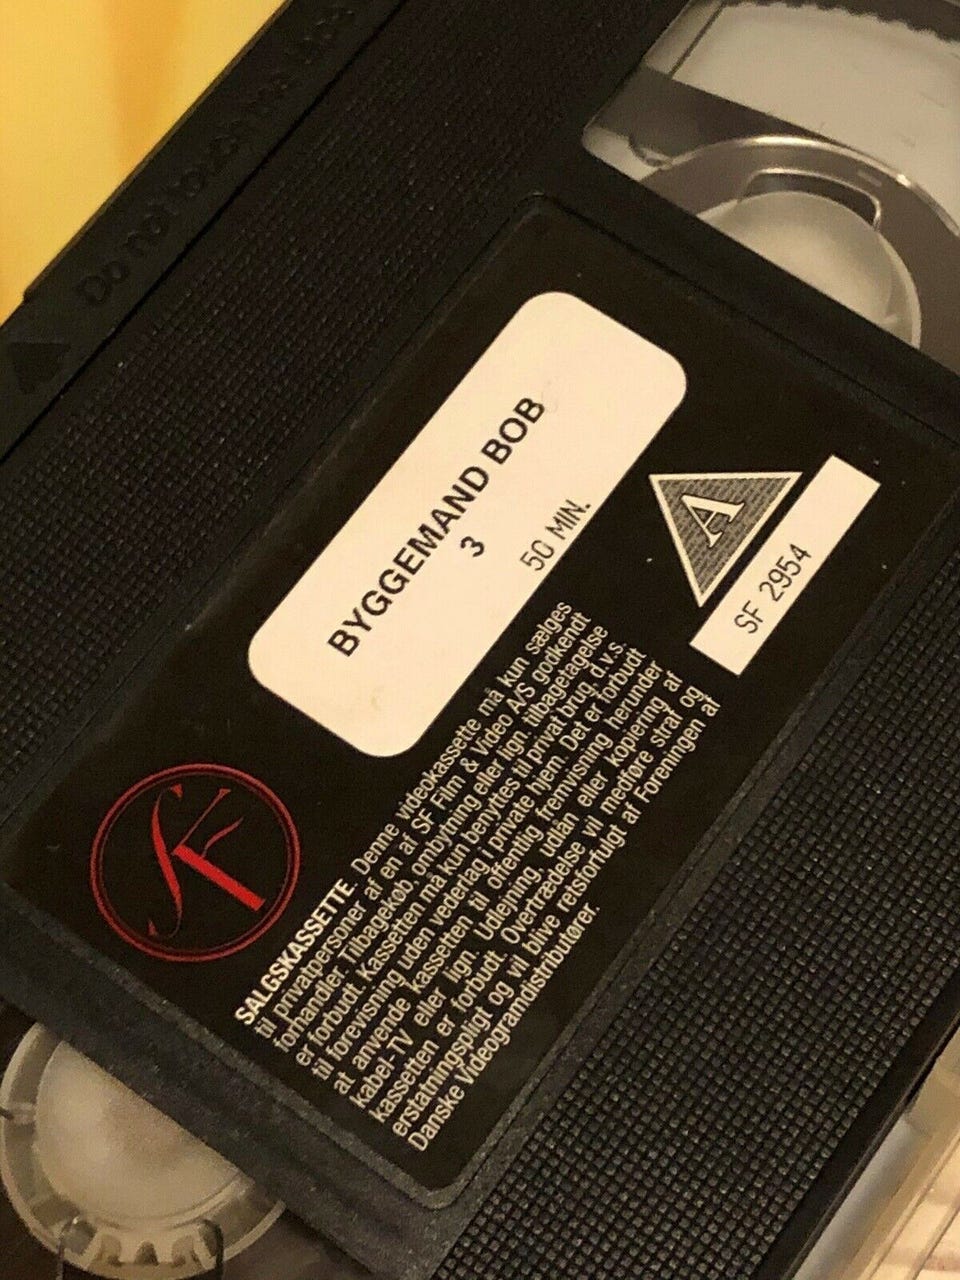 Do not touch the tape
BYGGEMAND BOB
3
50 MIN.
A
SF 2954
SF
SALGSKASSETTE. Denne videokassette må kun sælges
til privatpersoner af en af SF Film & Video A/S godkendt
forhandler. Tilbagekøb, ombytning eller lign. tilbagetagelse
er forbudt. Kassetten må kun benyttes til privat brug, d.v.s.
til forevisning uden vederlag i private hjem. Det er forbudt
at anvende kassetten til offentlig fremvisning herunder
kabel-TV eller lign. Udlejning, udlån eller kopiering af
kassetten er forbudt. Overtrædelse vil medføre straf og
erstatningspligt og vil blive retsforfulgt af Foreningen af
Danske Videogramdistributører.